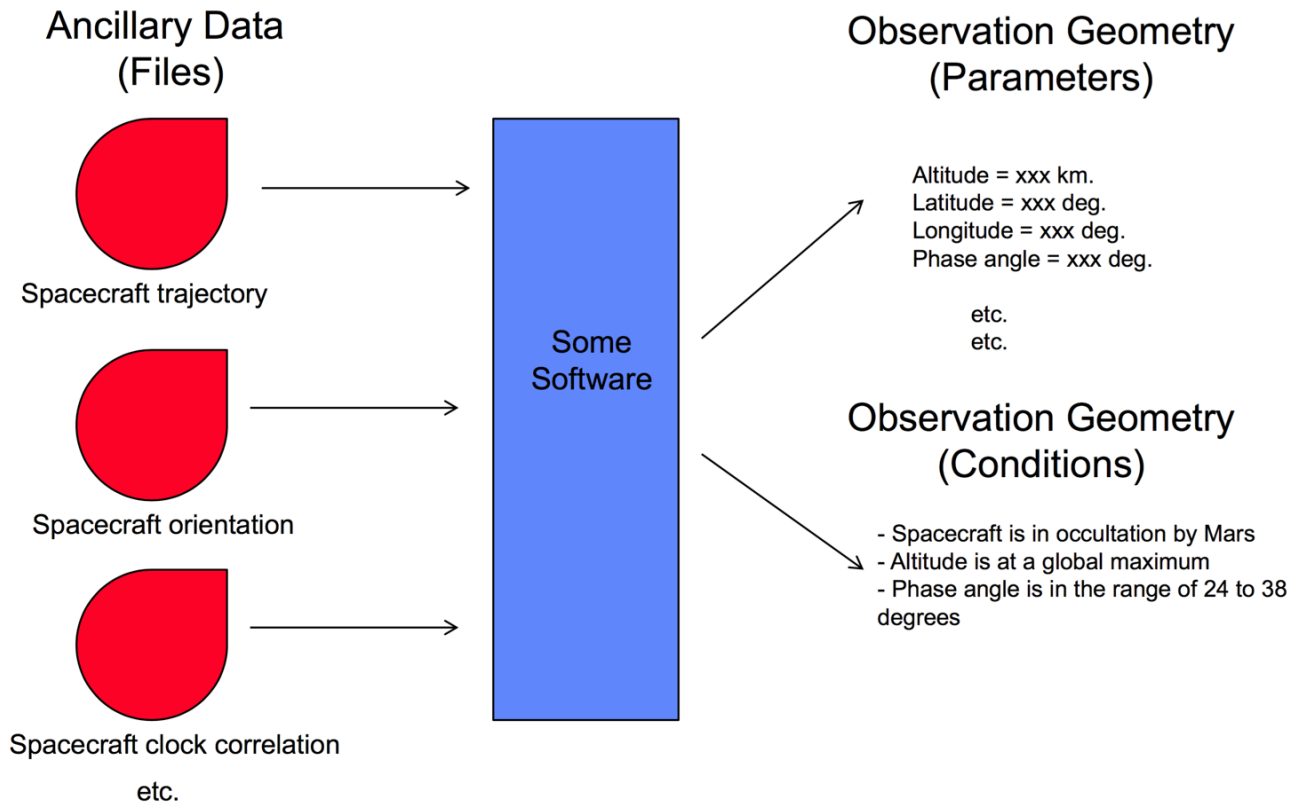 Ancillary Data
(Files)
Spacecraft trajectory
Spacecraft orientation
Spacecraft clock correlation
etc.
Some
Software
Observation Geometry
(Parameters)
Altitude = xxx km.
Latitude = xxx deg.
Longitude = xxx deg.
Phase angle = xxx deg.
etc.
etc.
Observation Geometry
(Conditions)
- Spacecraft is in occultation by Mars
- Altitude is at a global maximum
- Phase angle is in the range of 24 to 38
degrees